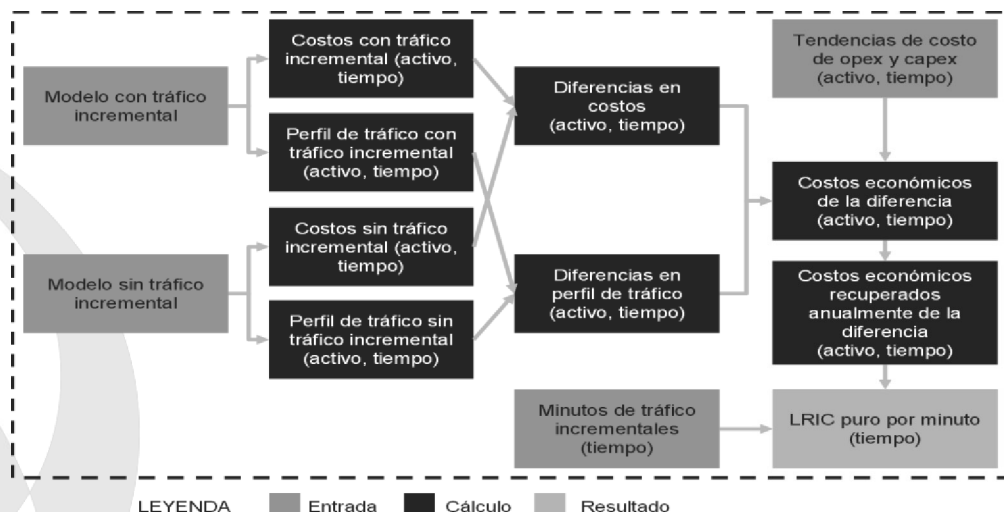 Modelo con tráfico
incremental
Modelo sin tráfico
incremental
Costos con tráfico
incremental (activo,
tiempo)
Perfil de tráfico con
tráfico incremental
(activo, tiempo)
Costos sin tráfico
incremental (activo,
tiempo)
Perfil de tráfico sin
tráfico incremental
(activo, tiempo)
Diferencias en
costos
(activo, tiempo)
Diferencias en
perfil de tráfico
(activo, tiempo)
Minutos de tráfico
incrementales
(tiempo)
Tendencias de costo
de opex y capex
(activo, tiempo)
Costos económicos
de la diferencia
(activo, tiempo)
Costos económicos
recuperados
anualmente de la
diferencia
(activo, tiempo)
LRIC puro por minuto
(tiempo)
LEYENDA Entrada Cálculo Resultado